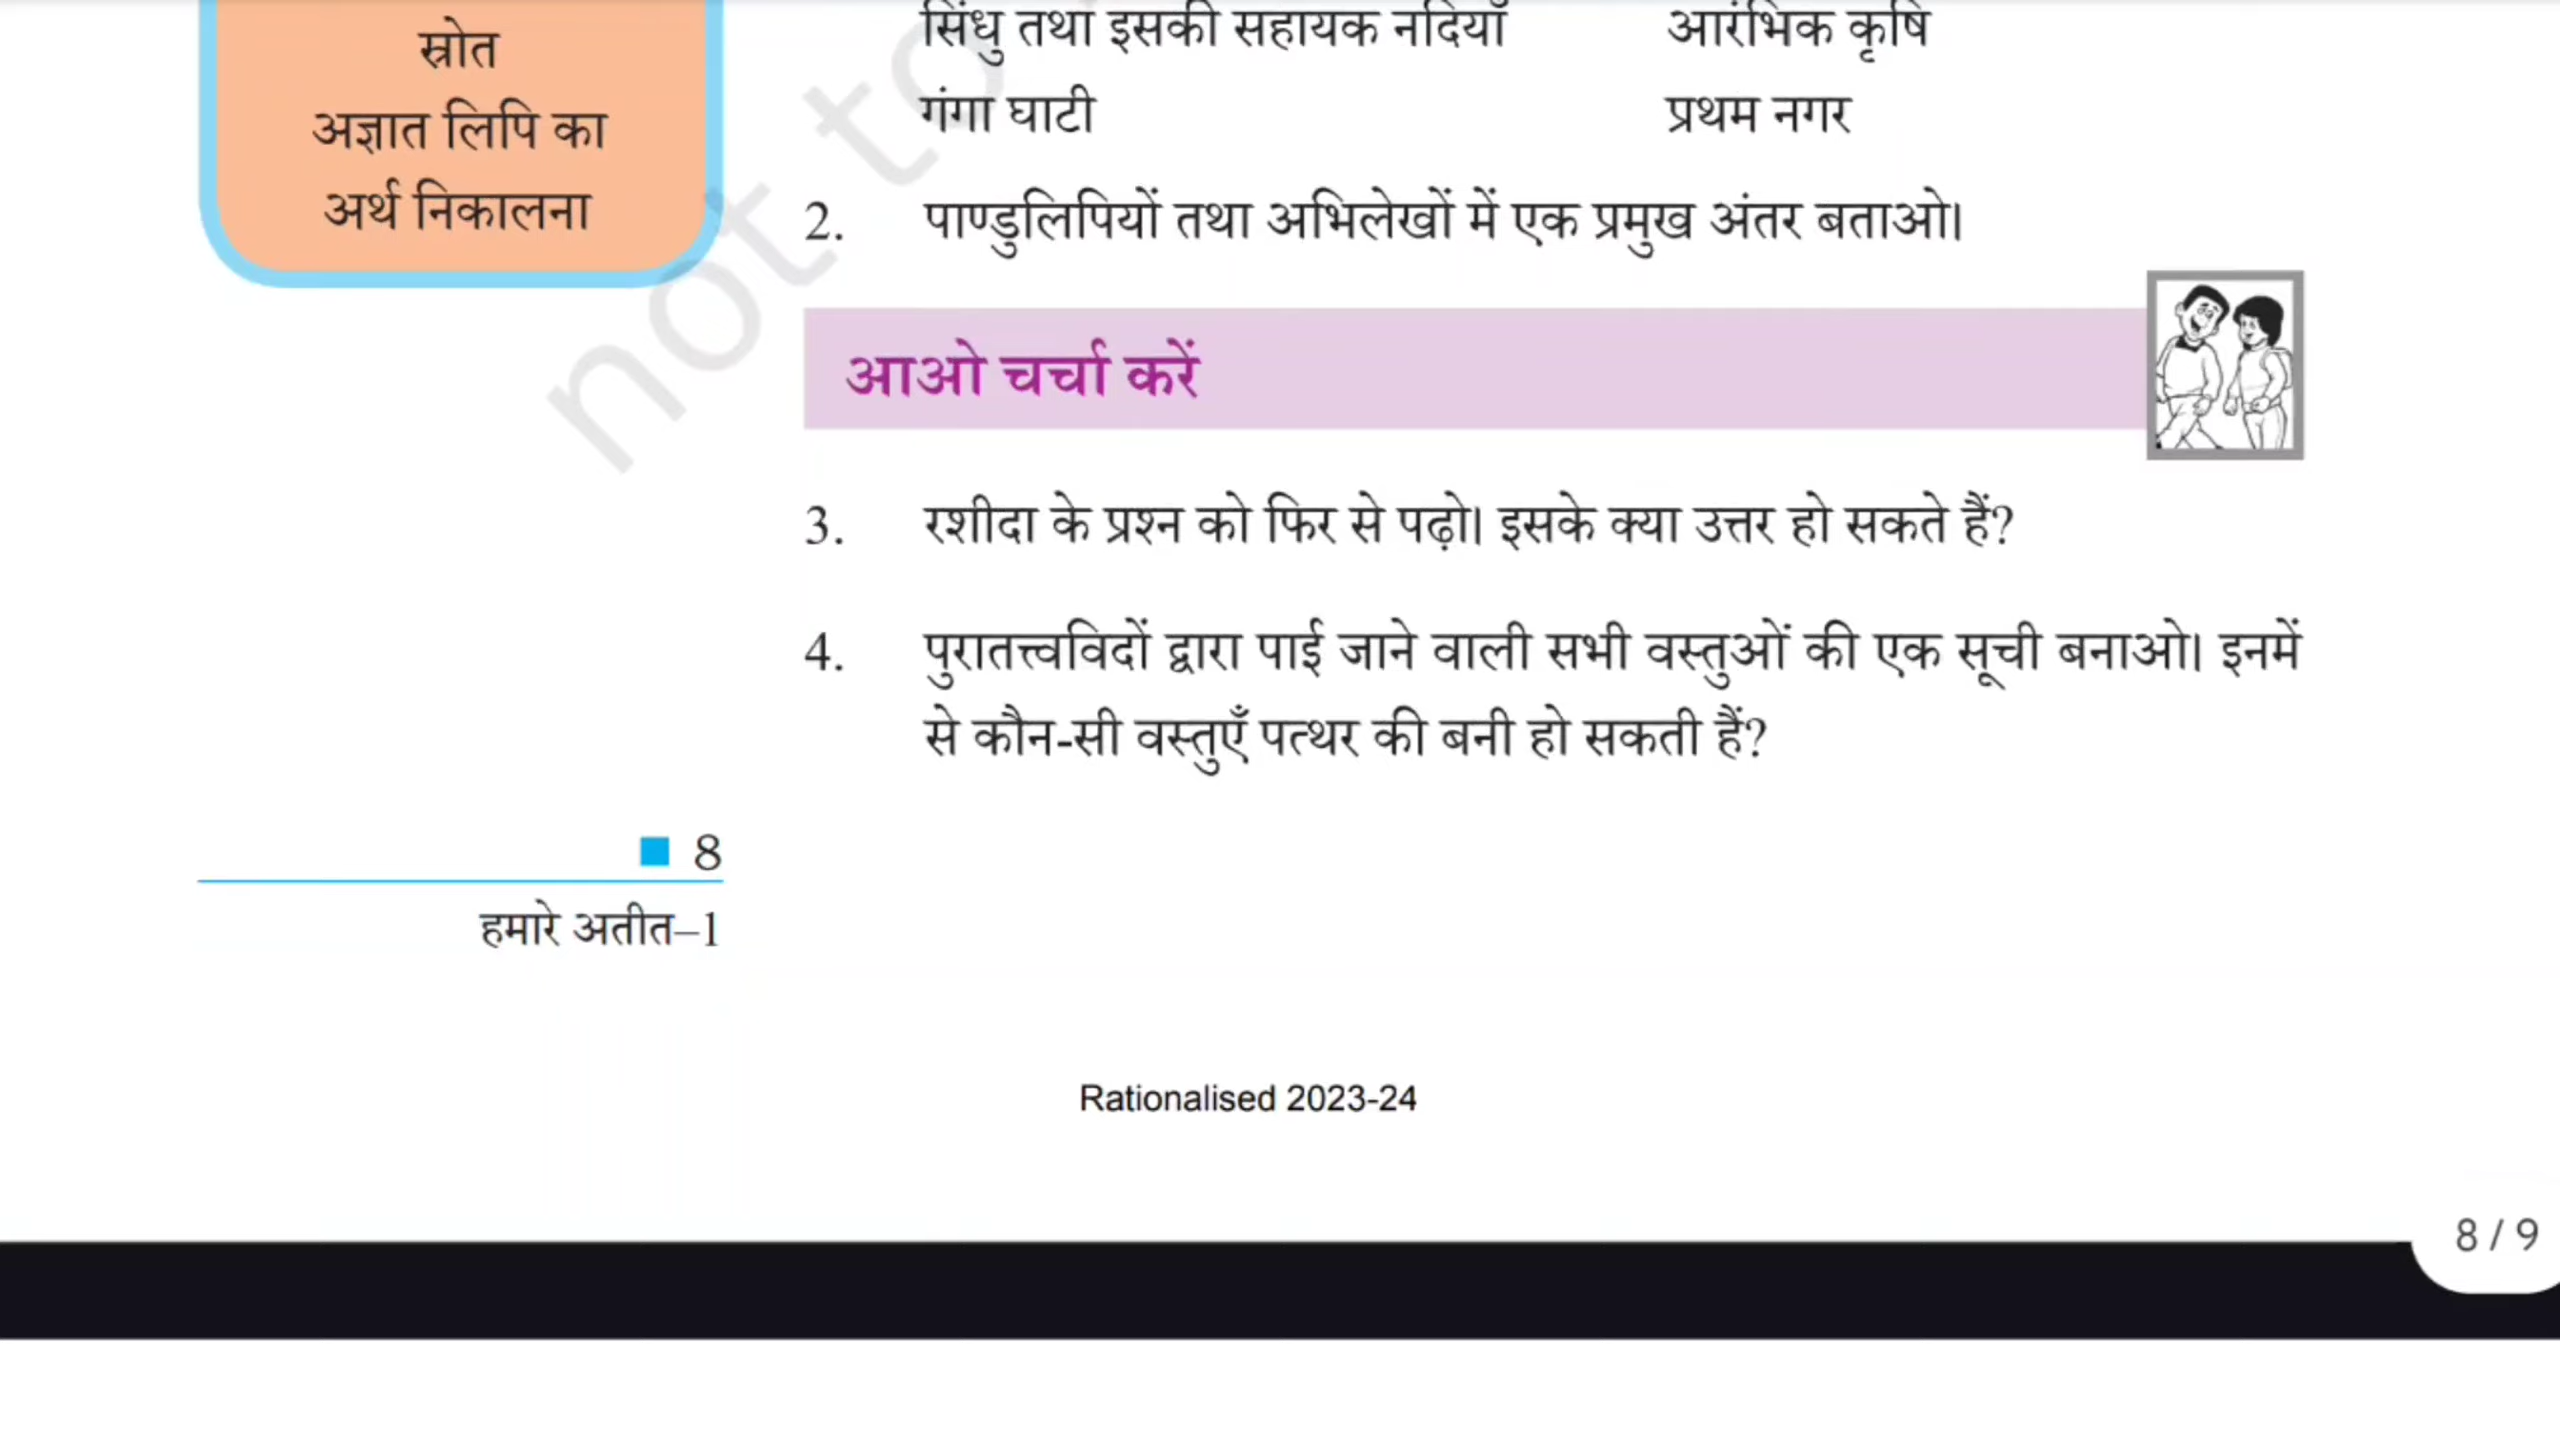 स्रोत
अज्ञात लिपि का
अर्थ निकालना
सिंधु तथा इसकी सहायक नदियाँ आरंभिक कृषि
गंगा घाटी प्रथम नगर
2. पाण्डुलिपियों तथा अभिलेखों में एक प्रमुख अंतर बताओ।
आओ चर्चा करें
3. रशीदा के प्रश्न को फिर से पढ़ो। इसके क्या उत्तर हो सकते हैं?
4. पुरातत्त्वविदों द्वारा पाई जाने वाली सभी वस्तुओं की एक सूची बनाओ। इनमें
से कौन-सी वस्तुएँ पत्थर की बनी हो सकती हैं?
8
हमारे अतीत–1
not to
Rationalised 2023-24
8 / 9